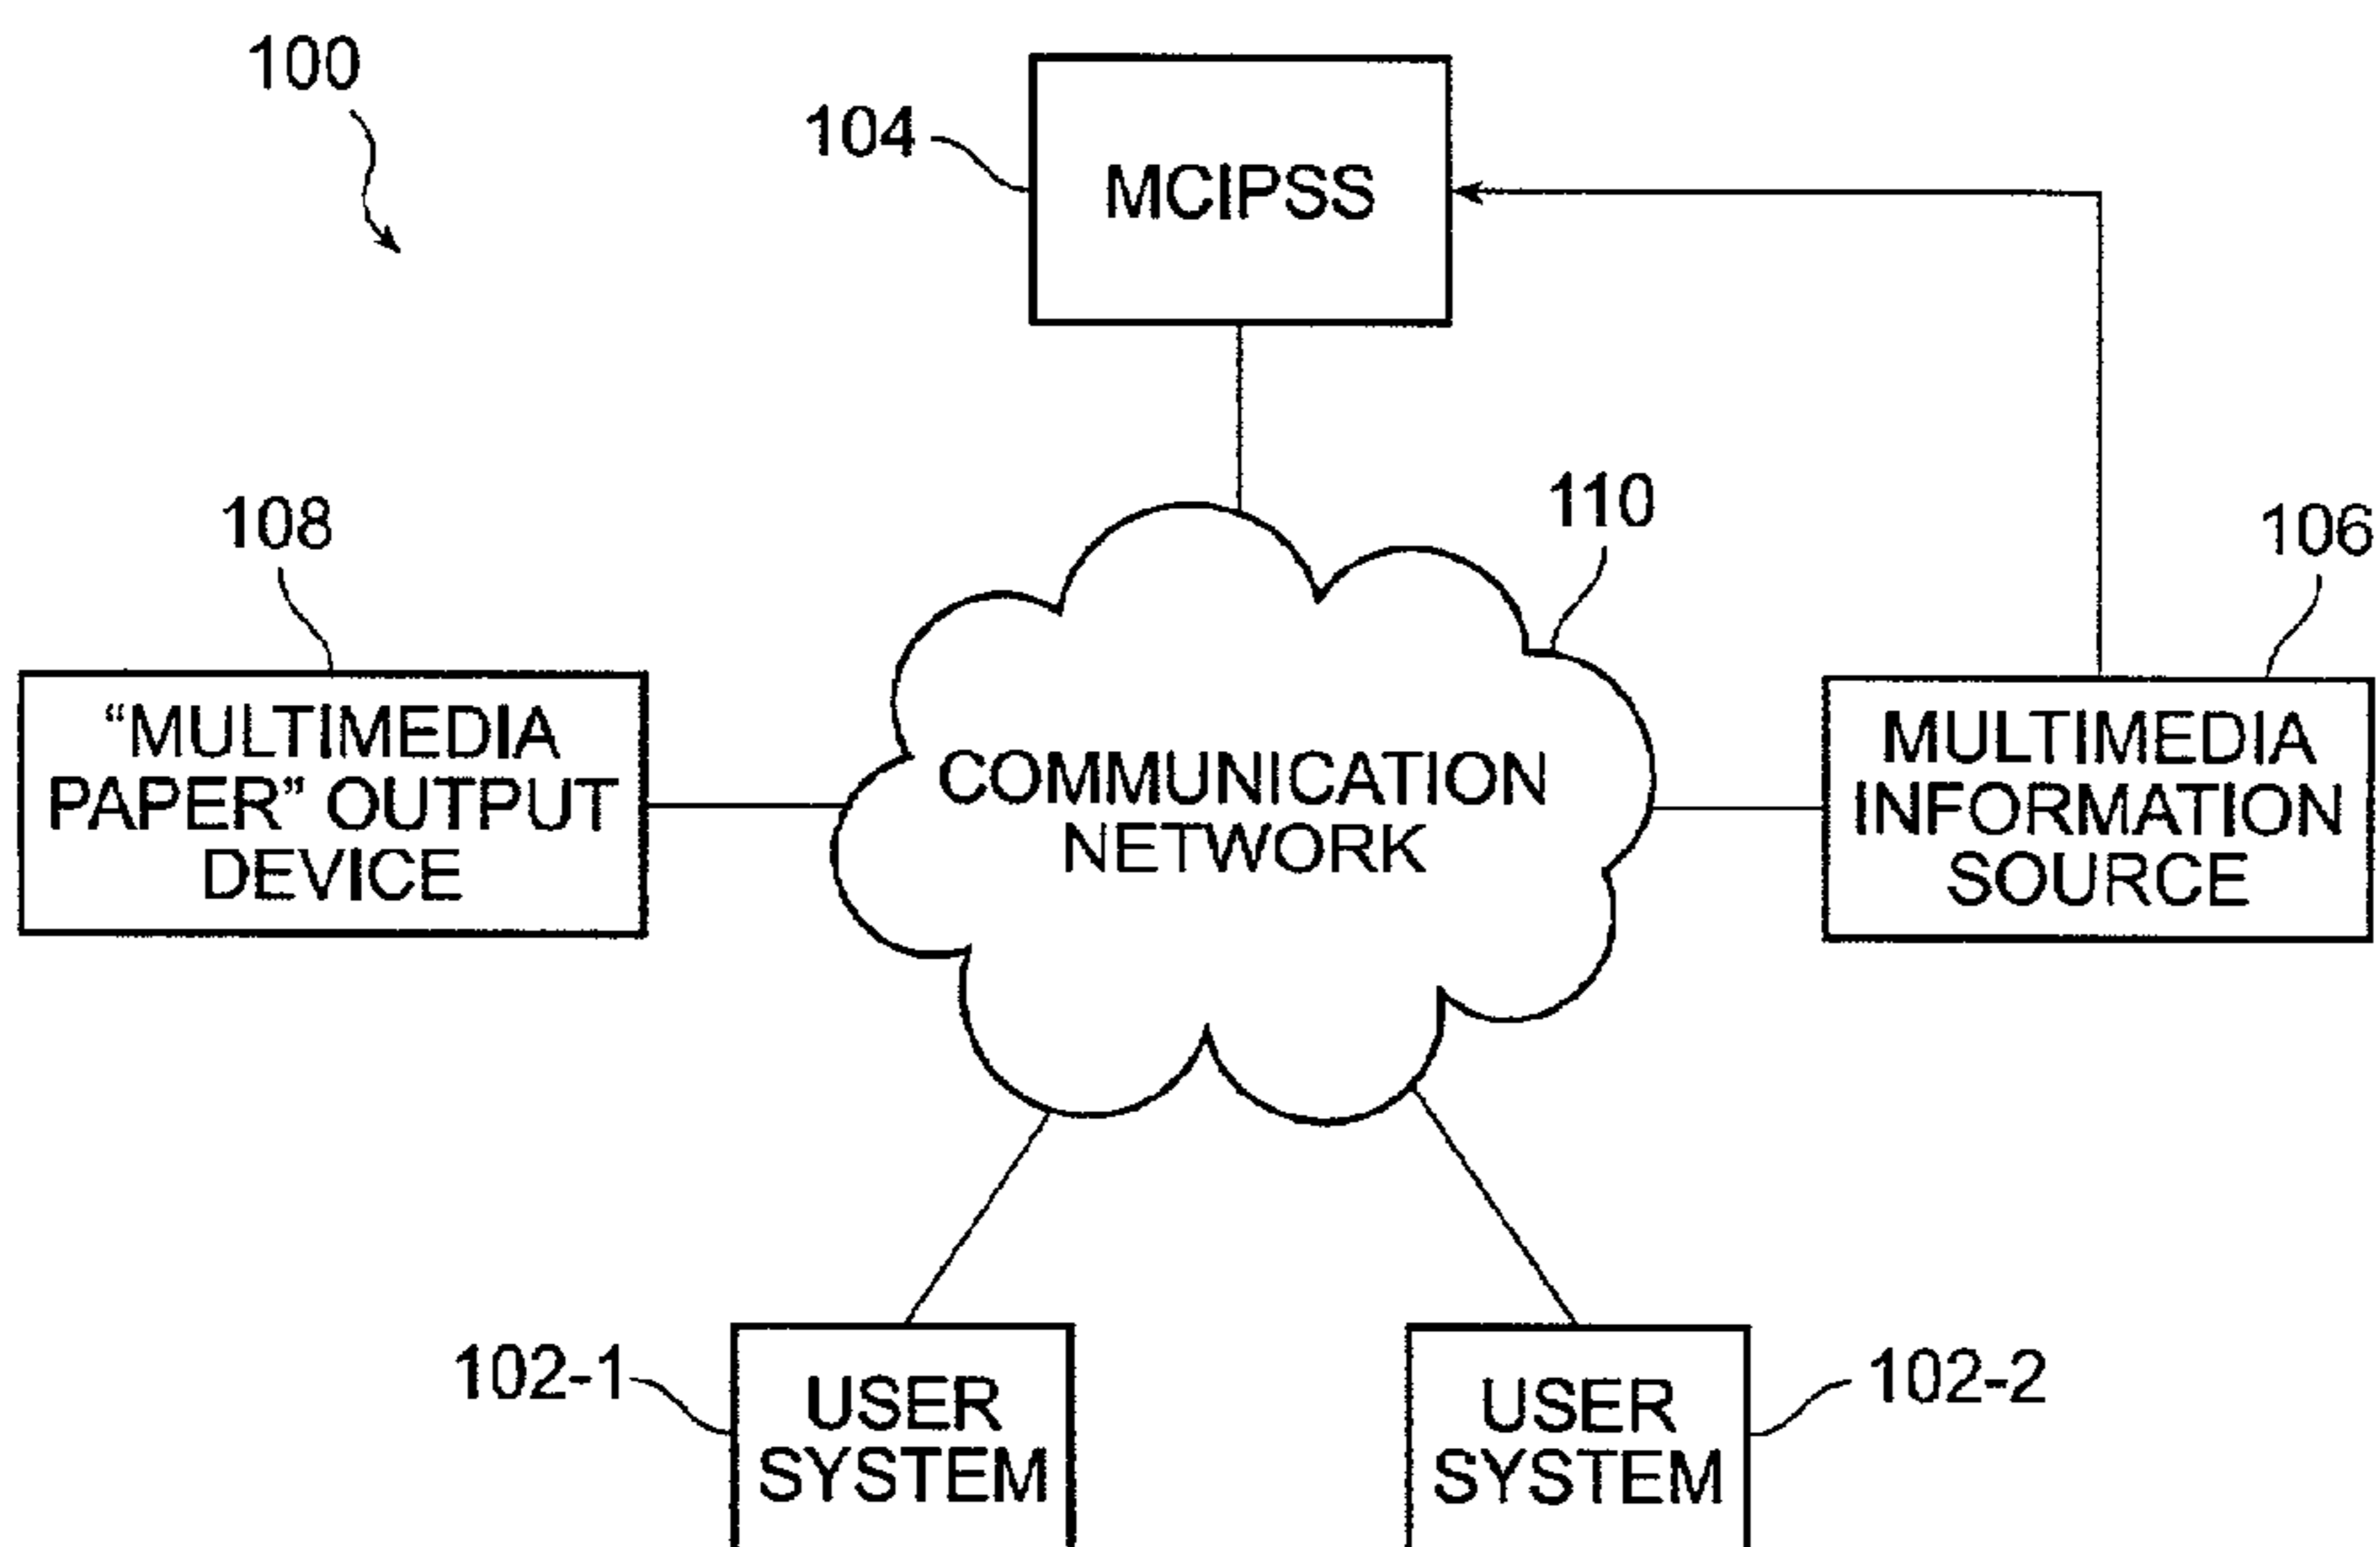 100
104
MCIPSS
108
110
106
“MULTIMEDIA
PAPER” OUTPUT
DEVICE
COMMUNICATION
NETWORK
MULTIMEDIA
INFORMATION
SOURCE
102-1
USER
SYSTEM
USER
SYSTEM
102-2